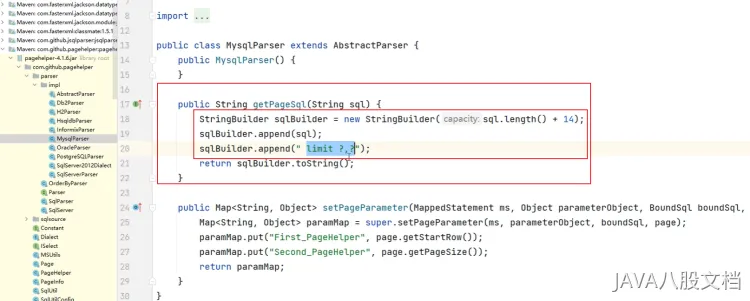 Maven: com.fasterxml.jackson.datatype
Maven: com.fasterxml.jackson.datatype
Maven: com.fasterxml.jackson.module
Maven: com.fasterxml:classmate:1.5.1
Maven: com.github.jsqlparser:jsqlpars
Maven: com.github.pagehelper:pageh
pagehelper-4.1.6.jar library root
com.github.pagehelper
parser
impl
AbstractParser
Db2Parser
H2Parser
HsqldbParser
InformixParser
MysqlParser
OracleParser
PostgreSQLParser
SqlServer2012Dialect
SqlServerParser
OrderByParser
Parser
SqlParser
SqlServer
sqlsource
Constant
Dialect
ISelect
MSUtils
Page
PageHelper
PageInfo
SqlUtil
SqlUtilConfig
8 import ...
12
13 public class MysqlParser extends AbstractParser {
14 public MysqlParser() {
15 }
16
17 public String getPageSql(String sql) {
18 StringBuilder sqlBuilder = new StringBuilder( capacity: sql.length() + 14);
19 sqlBuilder.append(sql);
20 sqlBuilder.append(" limit ?,?");
21 return sqlBuilder.toString();
22 }
23
24 public Map<String, Object> setPageParameter(MappedStatement ms, Object parameterObject, BoundSql boundSql,
25 Map<String, Object> paramMap = super.setPageParameter(ms, parameterObject, boundSql, page);
26 paramMap.put("First_PageHelper", page.getStartRow());
27 paramMap.put("Second_PageHelper", page.getPageSize());
28 return paramMap;
29 }
30 }
JAVA八股文档